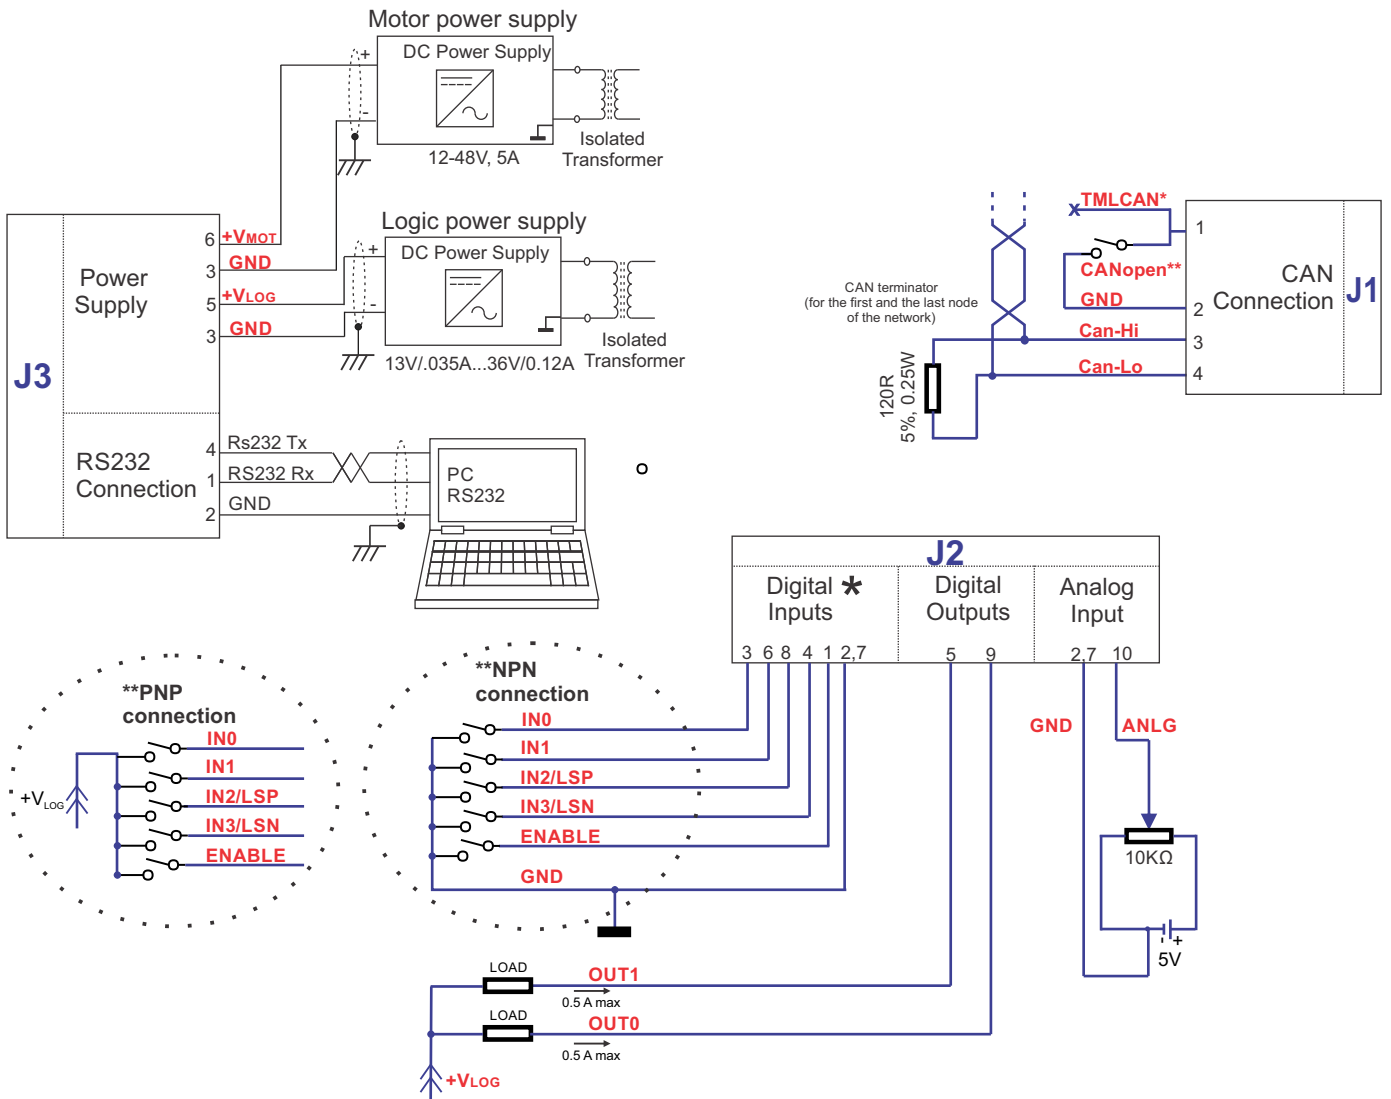 Motor power supply
DC Power Supply
+
-
12-48V, 5A
Isolated
Transformer
Logic power supply
DC Power Supply
+
-
13V/.035A...36V/0.12A
Isolated
Transformer
J3
Power
Supply
6 +VMOT
3 GND
5 +VLOG
3 GND
RS232
Connection
4 Rs232 Tx
1 RS232 Rx
2 GND
PC
RS232
TMLCAN*
x
1
CANopen**
GND
2
Can-Hi
3
Can-Lo
4
CAN
Connection
J1
CAN terminator
(for the first and the last node
of the network)
120R
5%, 0.25W
J2
Digital *
Inputs
Digital
Outputs
Analog
Input
3 6 8 4 1 2,7
5 9
2,7 10
**PNP
connection
IN0
IN1
IN2/LSP
IN3/LSN
ENABLE
+VLOG
**NPN
connection
IN0
IN1
IN2/LSP
IN3/LSN
ENABLE
GND
GND
ANLG
10KΩ
- +
5V
LOAD
OUT1
0.5 A max
LOAD
OUT0
0.5 A max
+VLOG